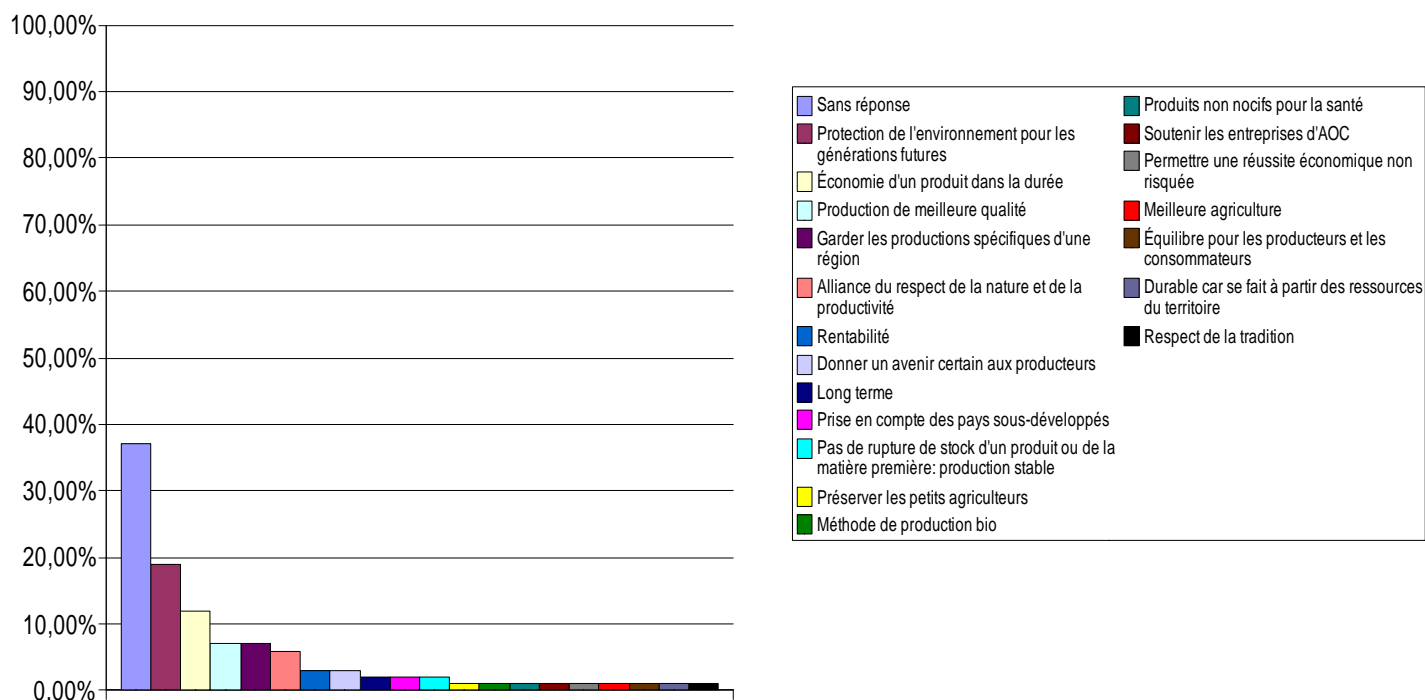 100,00%
90,00%
80,00%
70,00%
60,00%
50,00%
40,00%
30,00%
20,00%
10,00%
0,00%
Sans réponse
Protection de l'environnement pour les
générations futures
Économie d'un produit dans la durée
Production de meilleure qualité
Garder les productions spécifiques d'une
région
Alliance du respect de la nature et de la
productivité
Rentabilité
Donner un avenir certain aux producteurs
Long terme
Prise en compte des pays sous-développés
Pas de rupture de stock d'un produit ou de la
matière première: production stable
Préserver les petits agriculteurs
Méthode de production bio
Produits non nocifs pour la santé
Soutenir les entreprises d'AOC
Permettre une réussite économique non
risquée
Meilleure agriculture
Équilibre pour les producteurs et les
consommateurs
Durable car se fait à partir des ressources
du territoire
Respect de la tradition